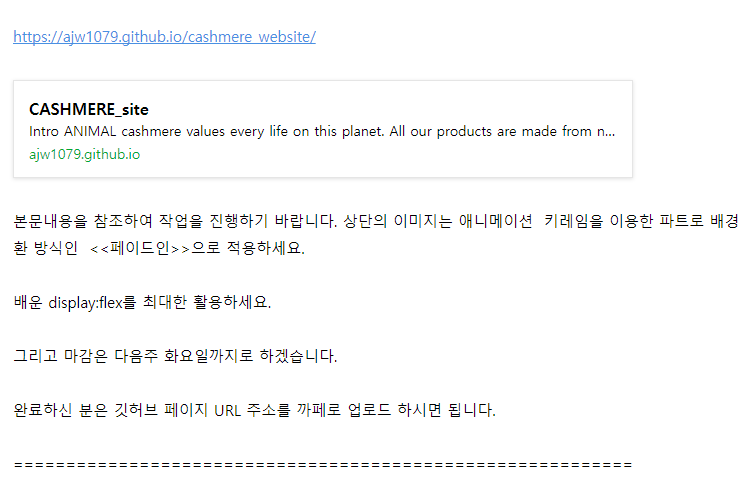 https://ajw1079.github.io/cashmere_website/
CASHMERE_site
Intro ANIMAL cashmere values every life on this planet. All our products are made from n...
ajw1079.github.io
본문내용을 참조하여 작업을 진행하기 바랍니다. 상단의 이미지는 애니메이션 키레임을 이용한 파트로 배경
환 방식인 <<페이드인>>으로 적용하세요.
배운 display:flex를 최대한 활용하세요.
그리고 마감은 다음주 화요일까지로 하겠습니다.
완료하신 분은 깃허브 페이지 URL 주소를 까페로 업로드 하시면 됩니다.
===========================================================